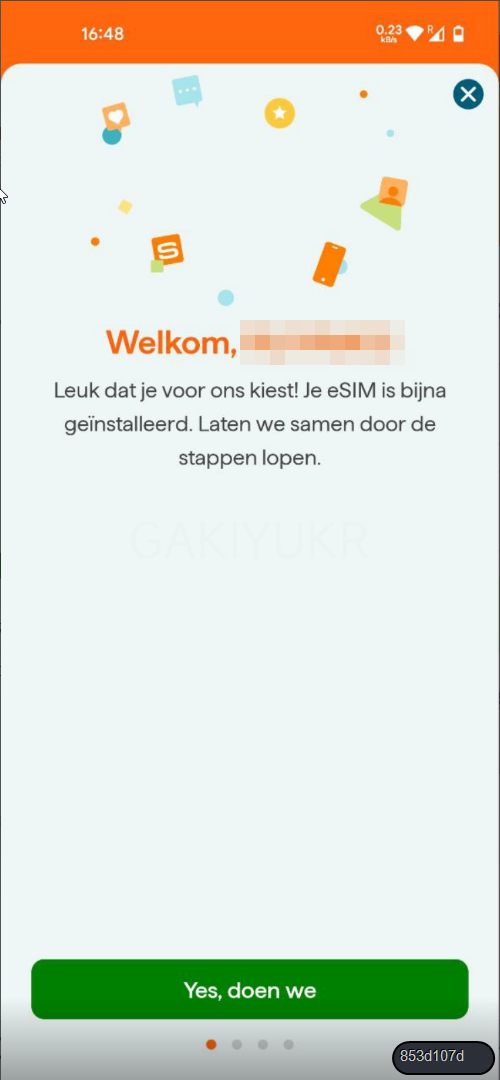 16:48
0.23
kB/s
R
S
Welkom,
Leuk dat je voor ons kiest! Je eSIM is bijna
geïnstalleerd. Laten we samen door de
stappen lopen.
GAKIYUKR
Yes, doen we
853d107d